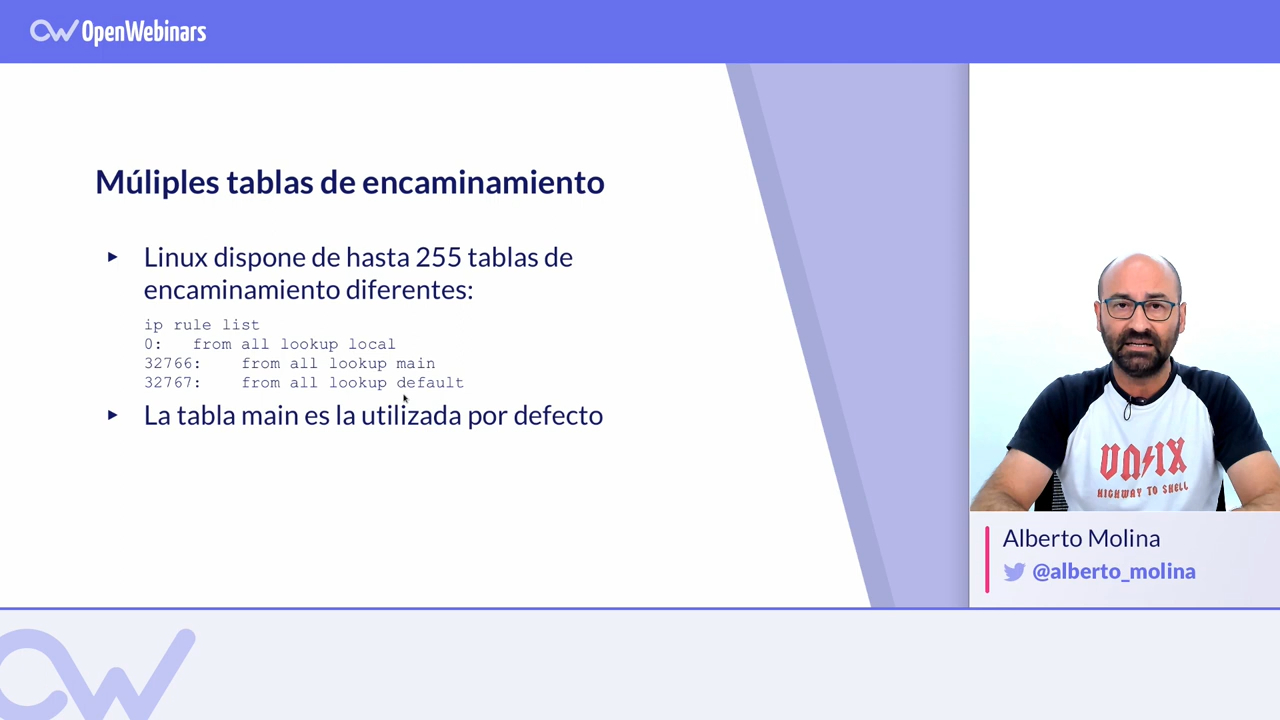 OpenWebinars
Múliples tablas de encaminamiento
‣ Linux dispone de hasta 255 tablas de
encaminamiento diferentes:
ip rule list
0: from all lookup local
32766: from all lookup main
32767: from all lookup default
‣ La tabla main es la utilizada por defecto
UNIX
HIGHWAY TO SHELL
Alberto Molina
@alberto_molina